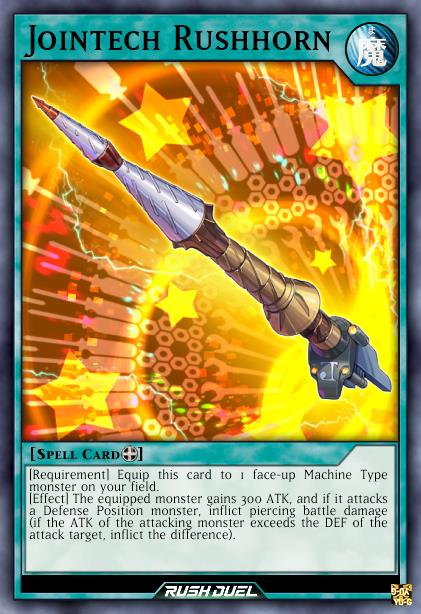 Jointech Rushhorn
ま
魔
[Spell Card]
[Requirement] Equip this card to 1 face-up Machine Type
monster on your field.
[Effect] The equipped monster gains 300 ATK, and if it attacks
a Defense Position monster, inflict piercing battle damage
(if the ATK of the attacking monster exceeds the DEF of the
attack target, inflict the difference).
RUSH DUEL